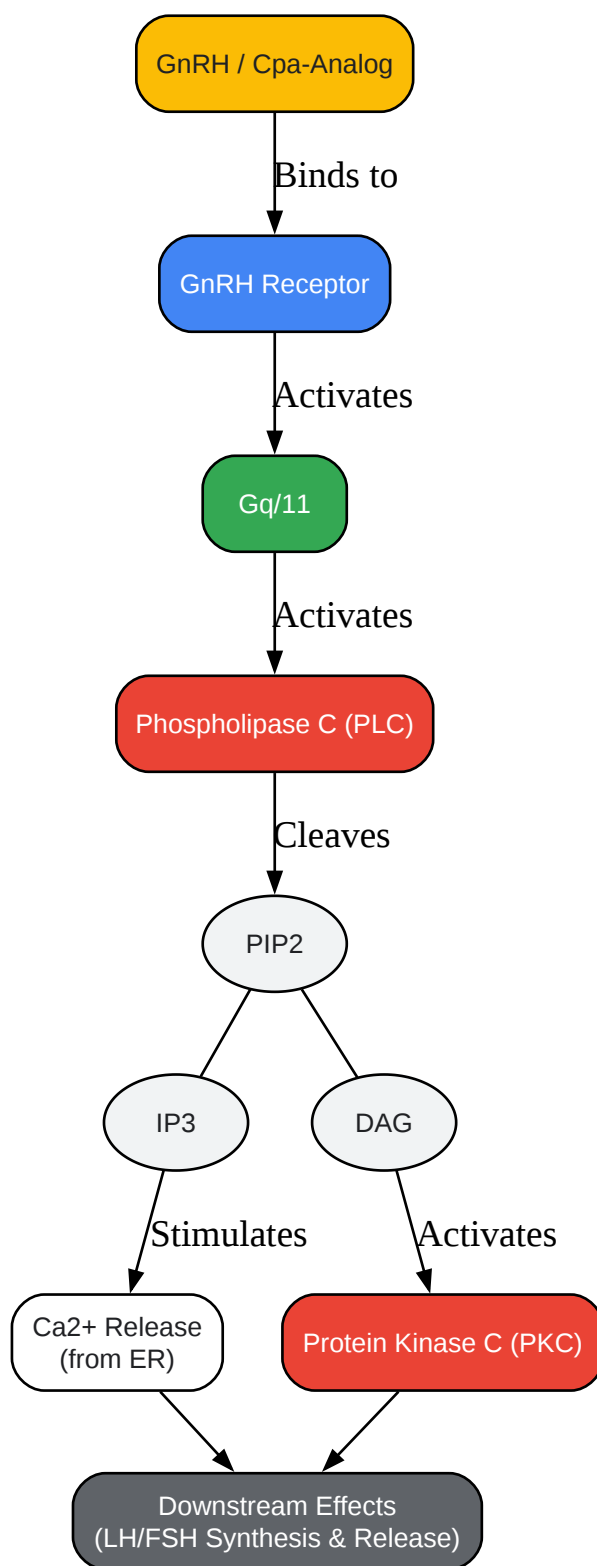 GnRH / Cpa-Analog
Binds to
GnRH Receptor
Activates
Gq/11
Activates
Phospholipase C (PLC)
Cleaves
PIP2
IP3
DAG
Stimulates
Activates
Ca2+ Release
(from ER)
Protein Kinase C (PKC)
Downstream Effects
(LH/FSH Synthesis & Release)